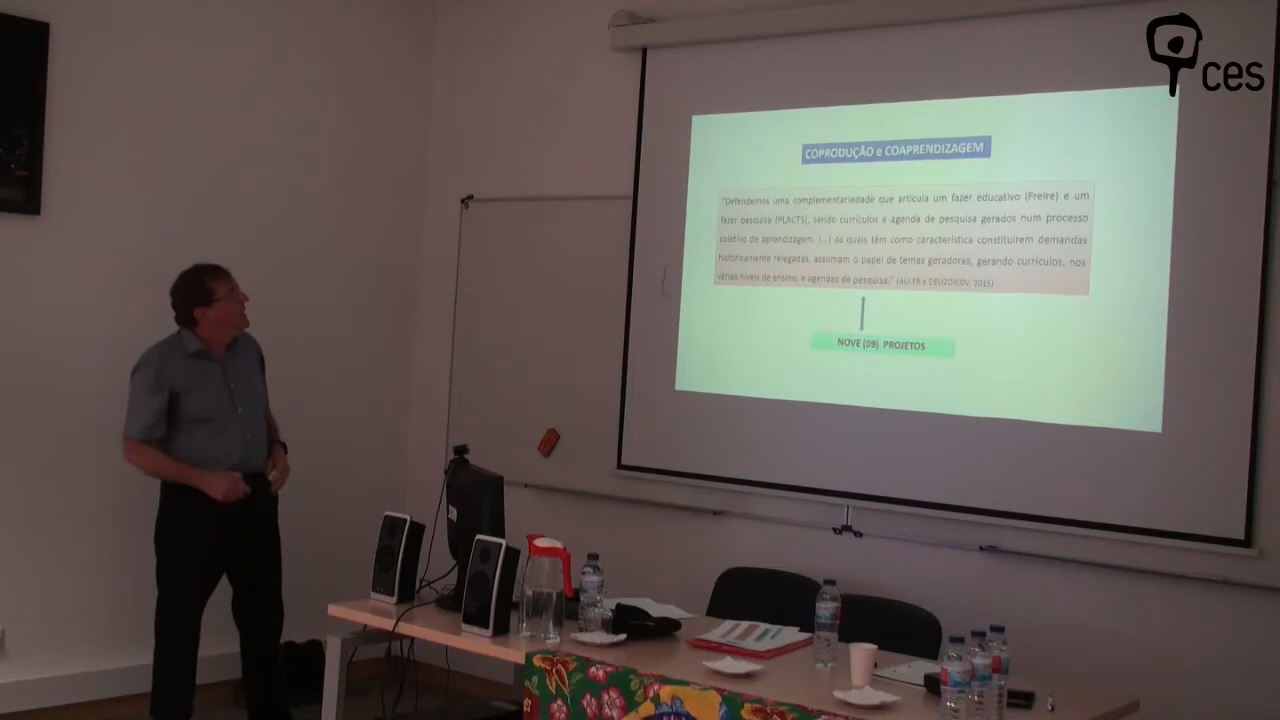 ces
COPRODUÇÃO e COAPRENDIZAGEM
"Defendemos uma complementariedade que articula um fazer educativo (Freire) e um
fazer pesquisa (PLACTS), sendo currículos e agenda de pesquisa gerados num processo
coletivo de aprendizagem. (...) os quais têm como característica constituírem demandas
historicamente relegadas, assumam o papel de temas geradores, gerando currículos, nos
vários níveis de ensino, e agendas de pesquisa." (AULER e DELIZOICOV, 2015)
NOVE (09) PROJETOS